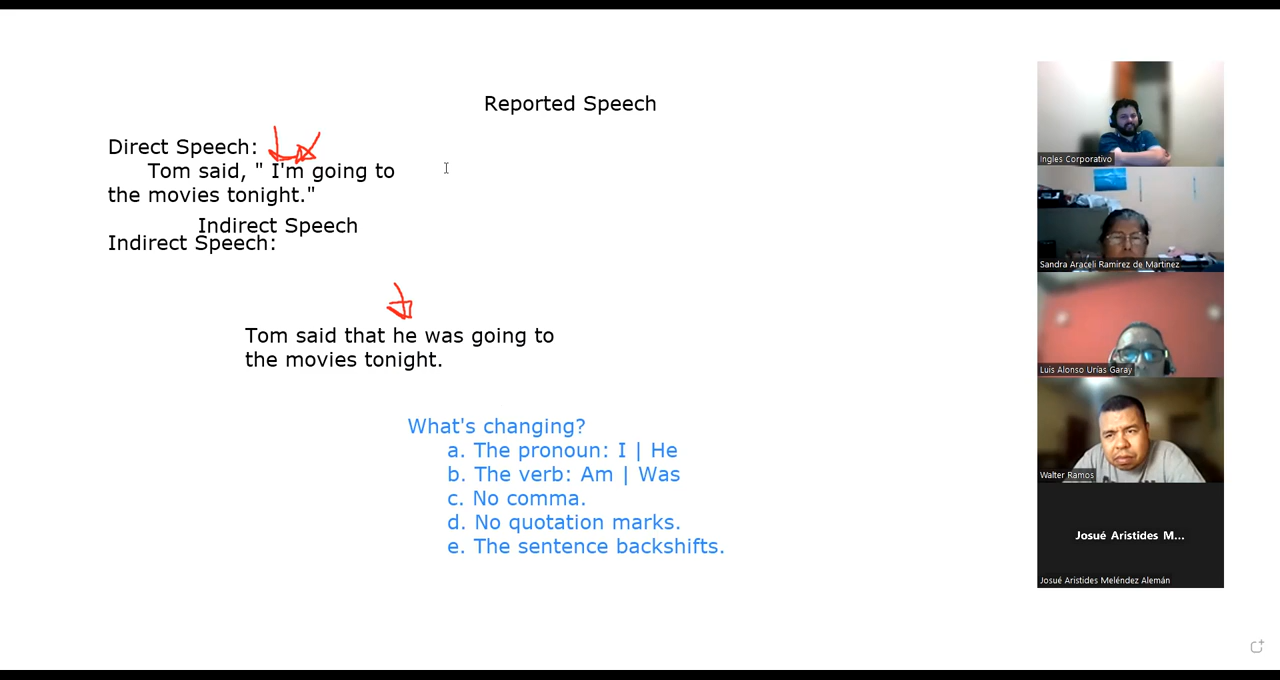 Reported Speech
Direct Speech:
Tom said, " I'm going to
the movies tonight."
Indirect Speech
Indirect Speech:
Tom said that he was going to
the movies tonight.
What's changing?
a. The pronoun: I | He
b. The verb: Am | Was
c. No comma.
d. No quotation marks.
e. The sentence backshifts.
Ingles Corporativo
Sandra Araceli Ramirez de Martinez
Luis Alonso Urías Garay
Walter Ramos
Josué Aristides M...
Josué Aristides Meléndez Alemán